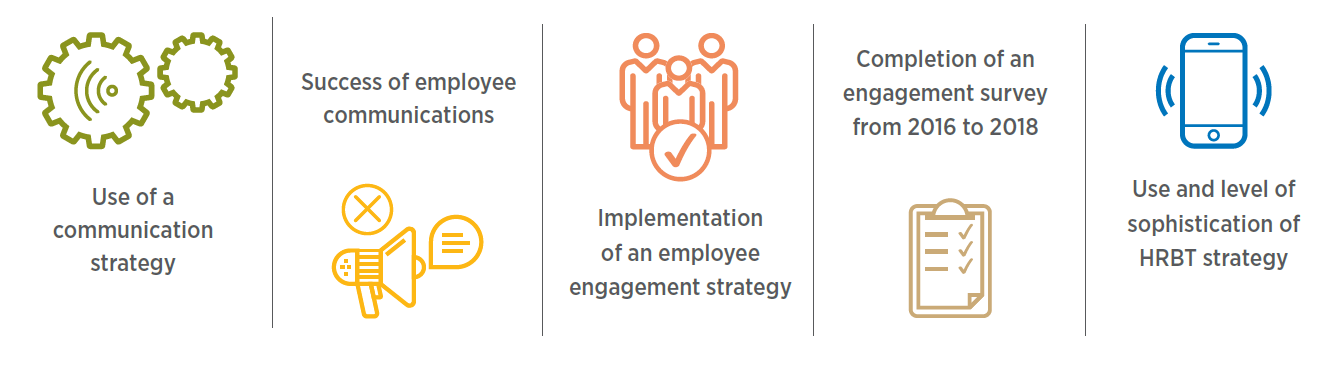 Use of a
communication
strategy
Success of employee
communications
Implementation
of an employee
engagement strategy
Completion of an
engagement survey
from 2016 to 2018
Use and level of
sophistication of
HRBT strategy